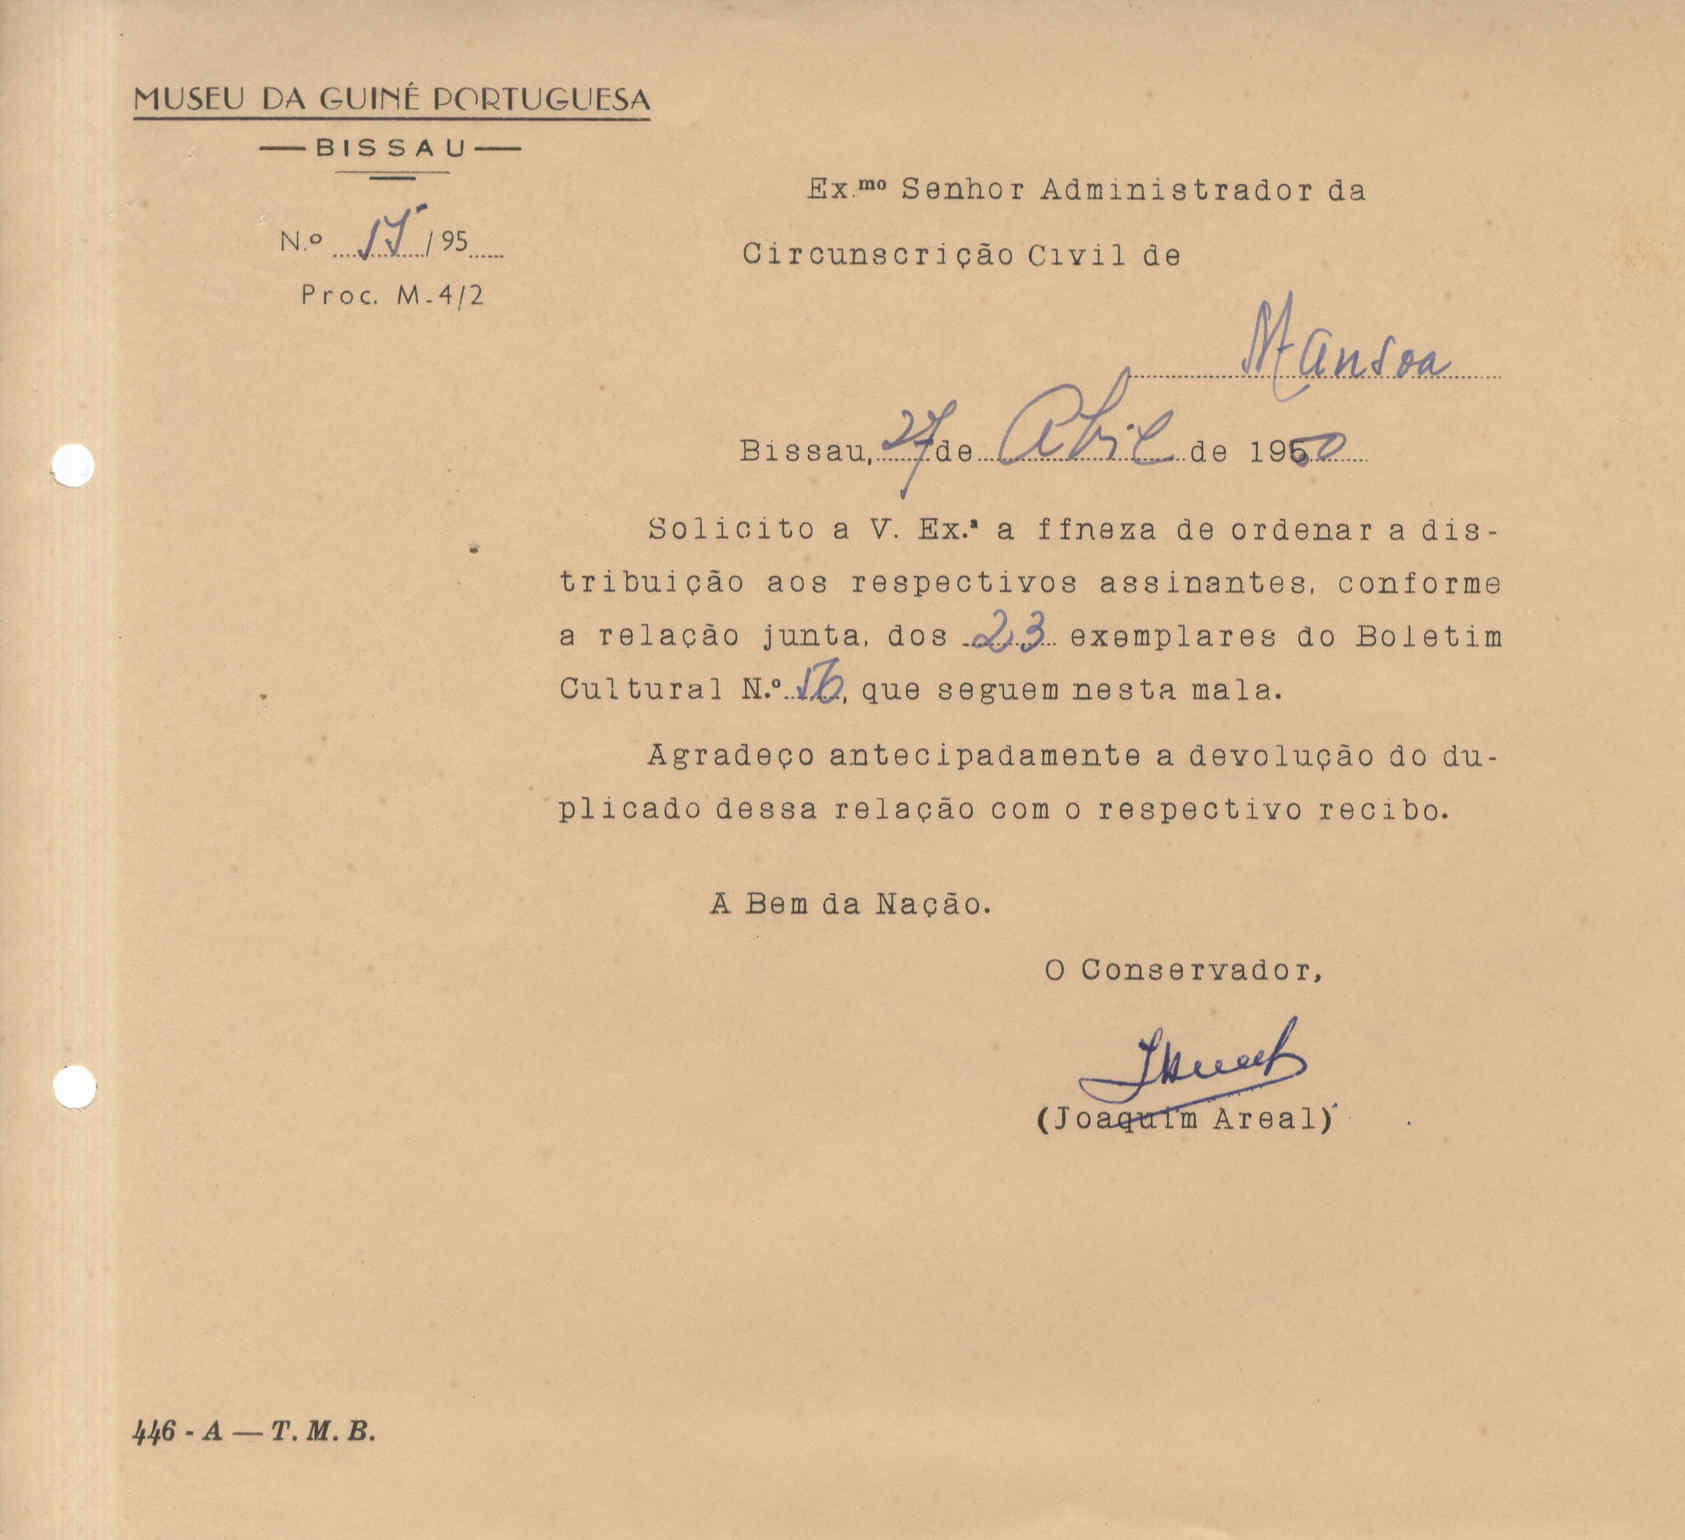 MUSEU DA GUINÉ PORTUGUESA
— BISSAU —
N.º ... /95
Proc. M-4/2
Ex.mo Senhor Administrador da
Circunscrição Civil de
Mansoa
Bissau, 27 de Abril de 1960
Solicito a V. Ex.ª a ffneza de ordenar a dis-
tribuição aos respectivos assinantes, conforme
a relação junta, dos 23 exemplares do Boletim
Cultural N.º 56, que seguem nesta mala.
Agradeço antecipadamente a devolução do du-
plicado dessa relação com o respectivo recibo.
A Bem da Nação.
O Conservador,
(Joaquim Areal)
446 - A — T. M. B.